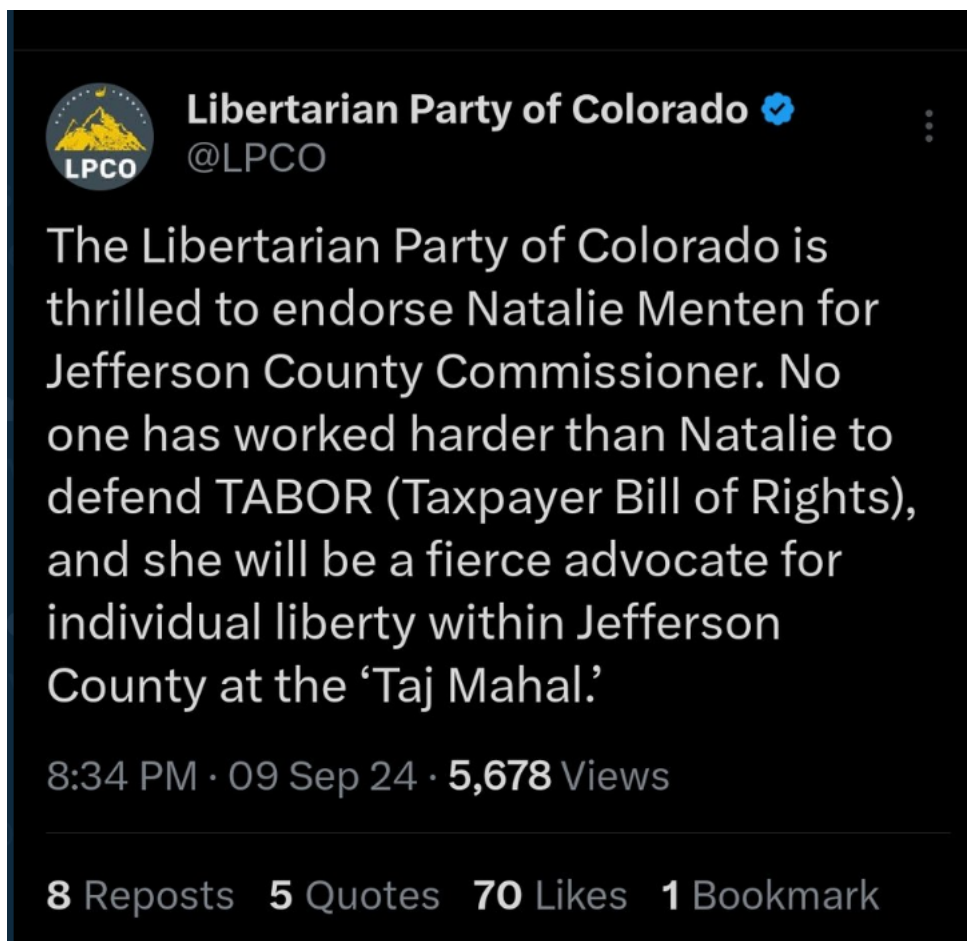 Libertarian Party of Colorado
LPCO
@LPCO
The Libertarian Party of Colorado is
thrilled to endorse Natalie Menten for
Jefferson County Commissioner. No
one has worked harder than Natalie to
defend TABOR (Taxpayer Bill of Rights),
and she will be a fierce advocate for
individual liberty within Jefferson
County at the ‘Taj Mahal.’
8:34 PM · 09 Sep 24 · 5,678 Views
8 Reposts 5 Quotes 70 Likes 1 Bookmark